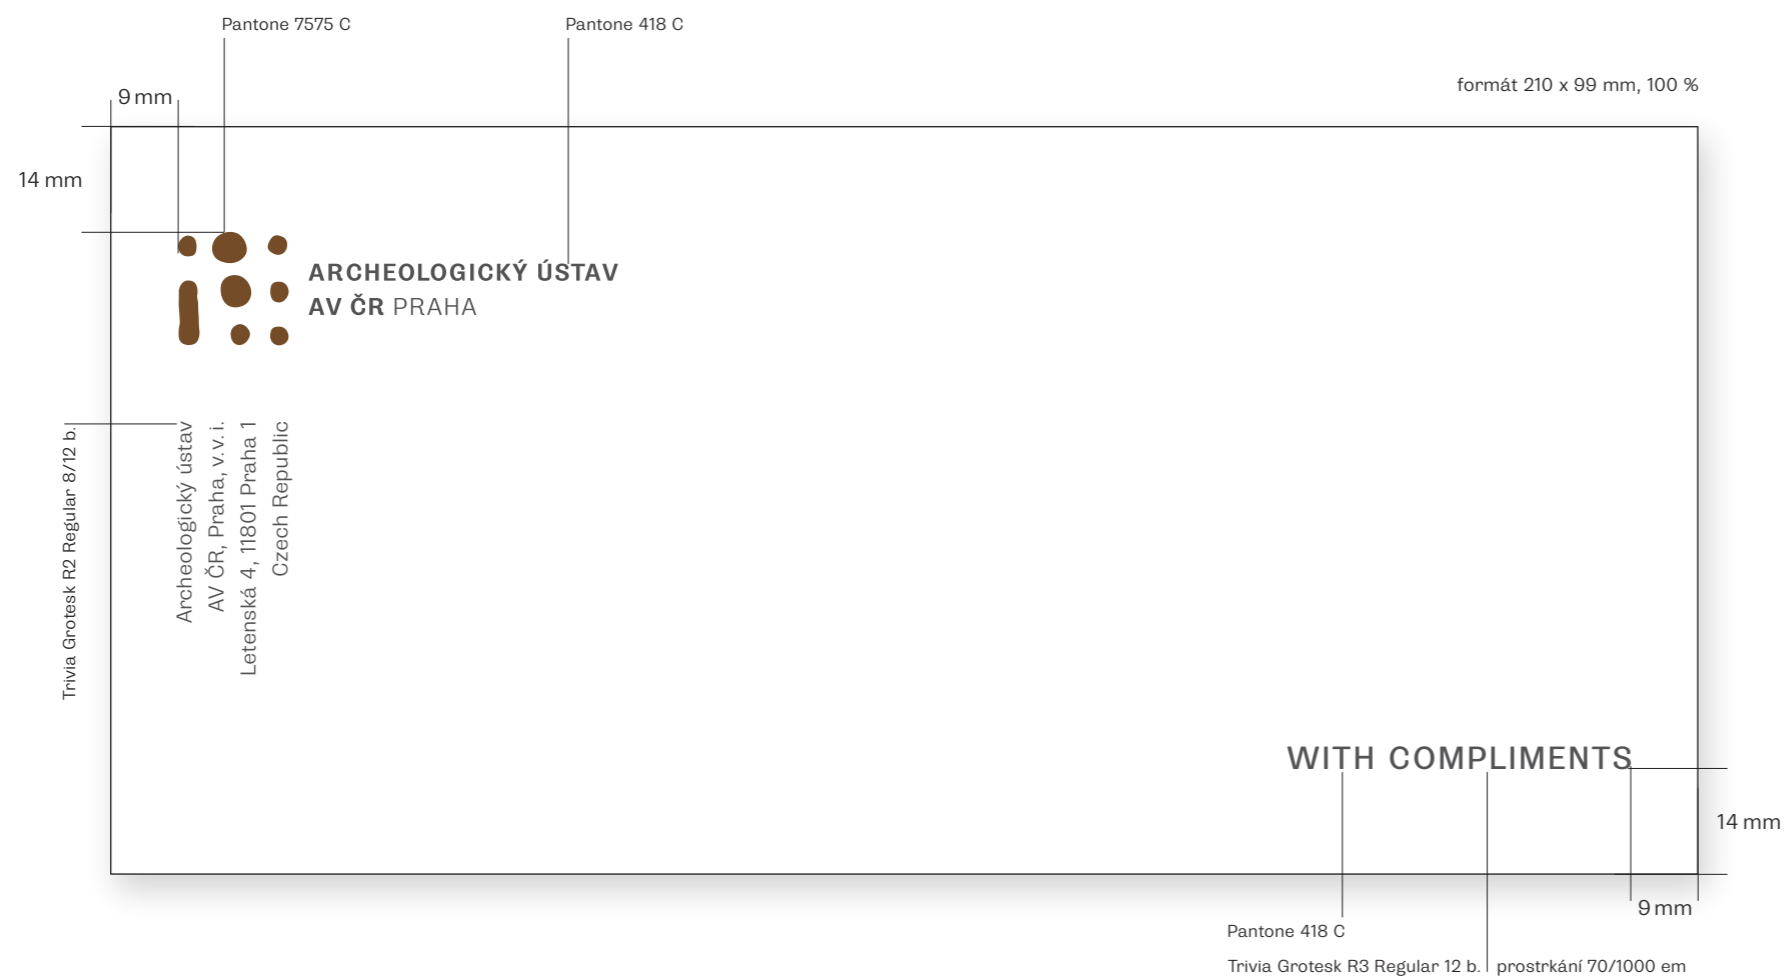 Pantone 7575 C
Pantone 418 C
formát 210 x 99 mm, 100 %
9 mm
14 mm
ARCHEOLOGICKÝ ÚSTAV
AV ČR PRAHA
Trivia Grotesk R2 Regular 8/12 b.
Archeologický ústav
AV ČR, Praha, v. v. i.
Letenská 4, 11801 Praha 1
Czech Republic
WITH COMPLIMENTS
14 mm
9 mm
Pantone 418 C
Trivia Grotesk R3 Regular 12 b.
prostrkání 70/1000 em